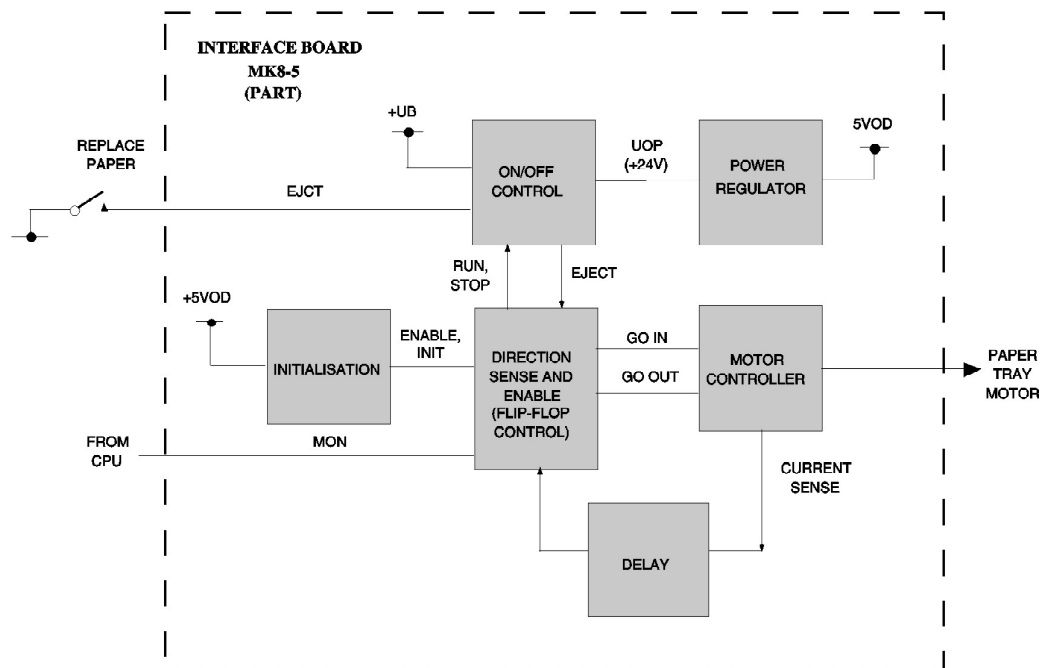 INTERFACE BOARD
MK8-5
(PART)
+UB
REPLACE
PAPER
EJCT
ON/OFF
CONTROL
UOP
(+24V)
POWER
REGULATOR
5VOD
RUN,
STOP
EJECT
+5VOD
INITIALISATION
ENABLE,
INIT
DIRECTION
SENSE AND
ENABLE
(FLIP-FLOP
CONTROL)
GO IN
GO OUT
MOTOR
CONTROLLER
PAPER
TRAY
MOTOR
FROM
CPU
MON
CURRENT
SENSE
DELAY